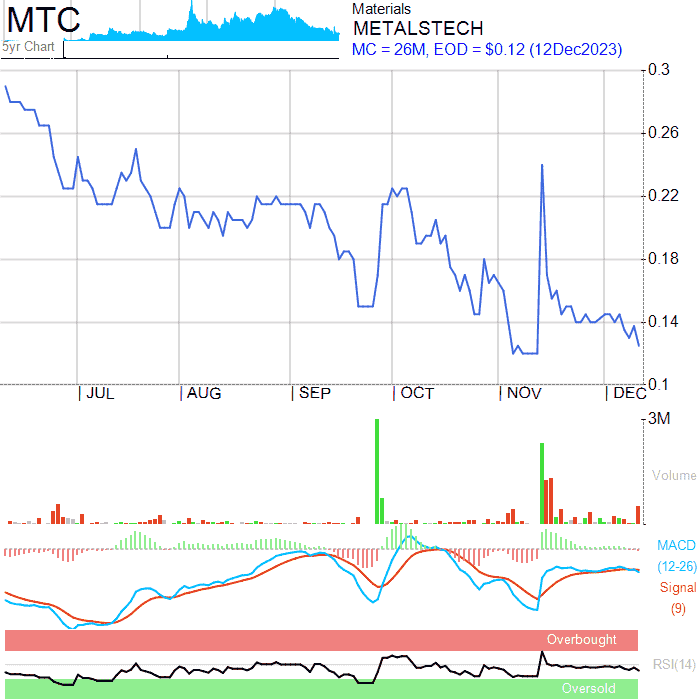 MTC
5yr Chart
Materials
METALSTECH
MC = 26M, EOD = $0.12 (12Dec2023)
0.3
0.26
0.22
0.18
0.14
0.1
JUL
AUG
SEP
OCT
NOV
DEC
3M
Volume
MACD
(12-26)
Signal
(9)
Overbought
RSI(14)
Oversold